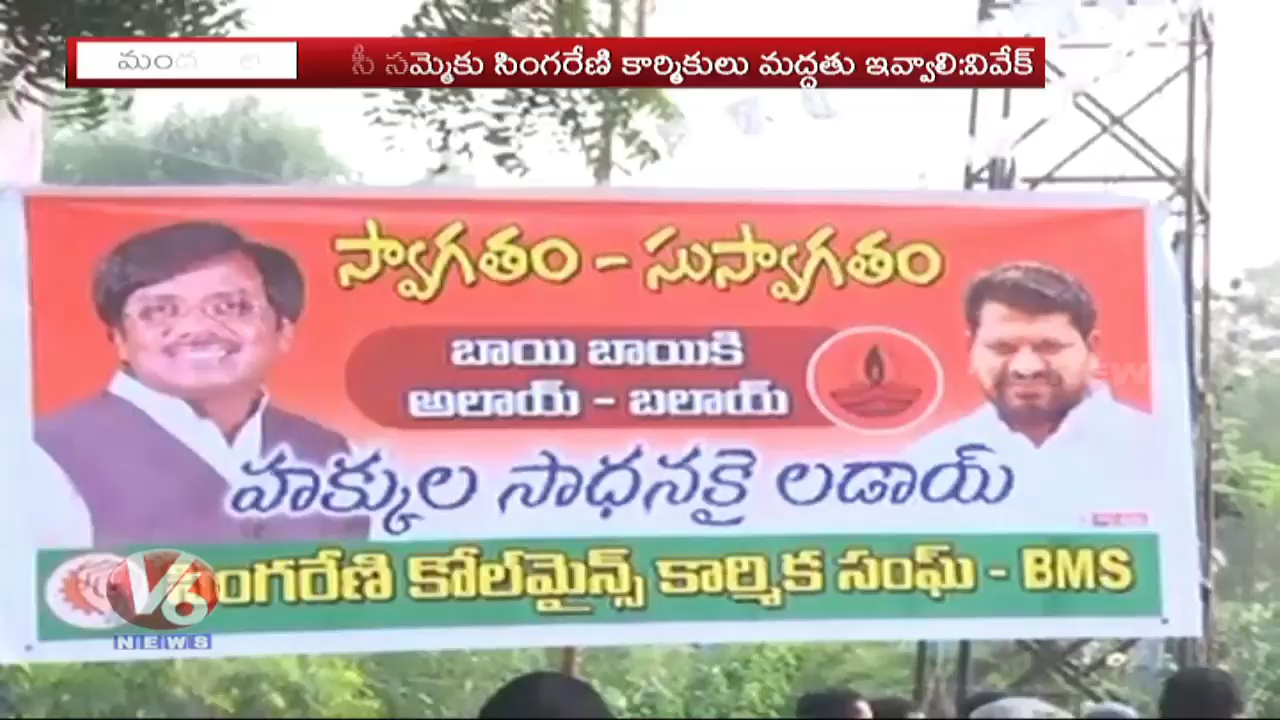 సమ్మెకు సింగరేణి కార్మికులు మద్దతు ఇవ్వాలి:వివేక్
స్వాగతం - సుస్వాగతం
బాయి బాయికి
అలాయ్ - బలాయ్
హక్కుల సాధనకై లడాయ్
సింగరేణి కోల్‌మైన్స్ కార్మిక సంఘ్ - BMS
V6
NEWS